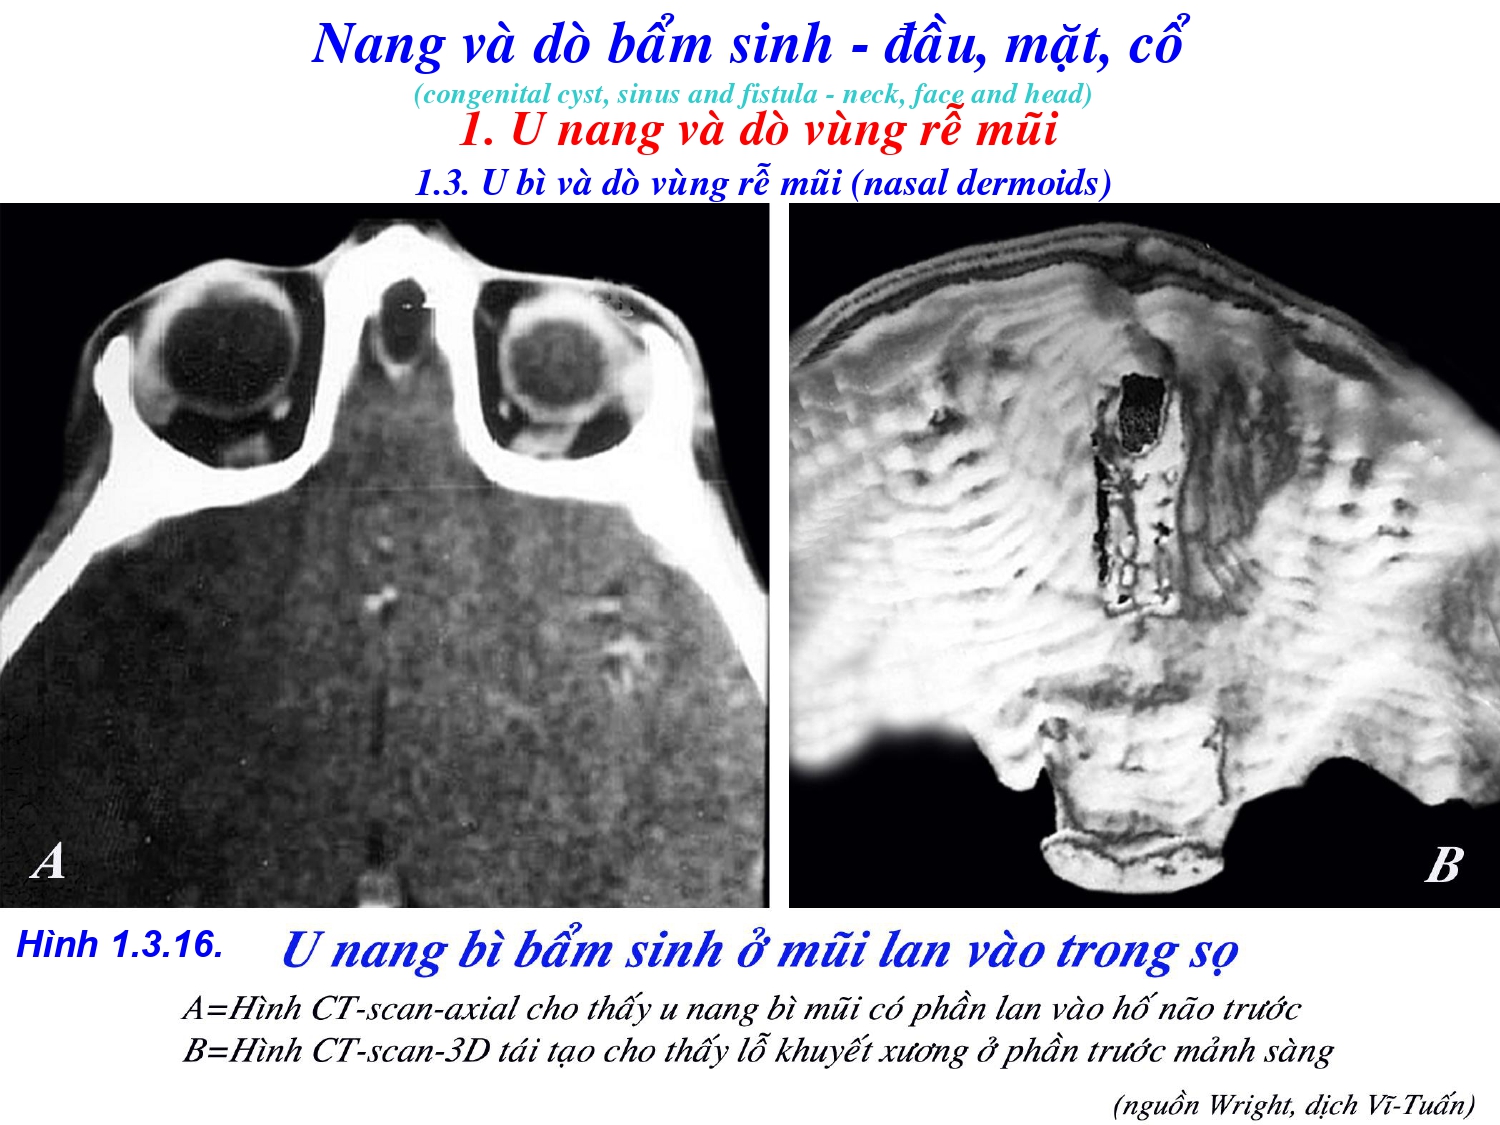 Nang và dò bẩm sinh - đầu, mặt, cổ
(congenital cyst, sinus and fistula - neck, face and head)
1. U nang và dò vùng rễ mũi
1.3. U bì và dò vùng rễ mũi (nasal dermoids)
A
B
Hình 1.3.16. U nang bì bẩm sinh ở mũi lan vào trong sọ
A=Hình CT-scan-axial cho thấy u nang bì mũi có phần lan vào hố não trước
B=Hình CT-scan-3D tái tạo cho thấy lỗ khuyết xương ở phần trước mảnh sàng
(nguồn Wright, dịch Vĩ-Tuấn)